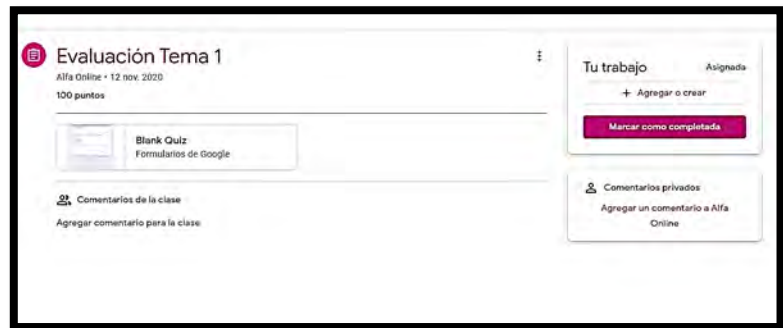 Evaluación Tema 1
Alfa Online • 12 nov. 2020
100 puntos
Blank Quiz
Formularios de Google
Comentarios de la clase
Agregar comentario para la clase
Tu trabajo
Asignada
+ Agregar o crear
Marcar como completada
Comentarios privados
Agregar un comentario a Alfa
Online